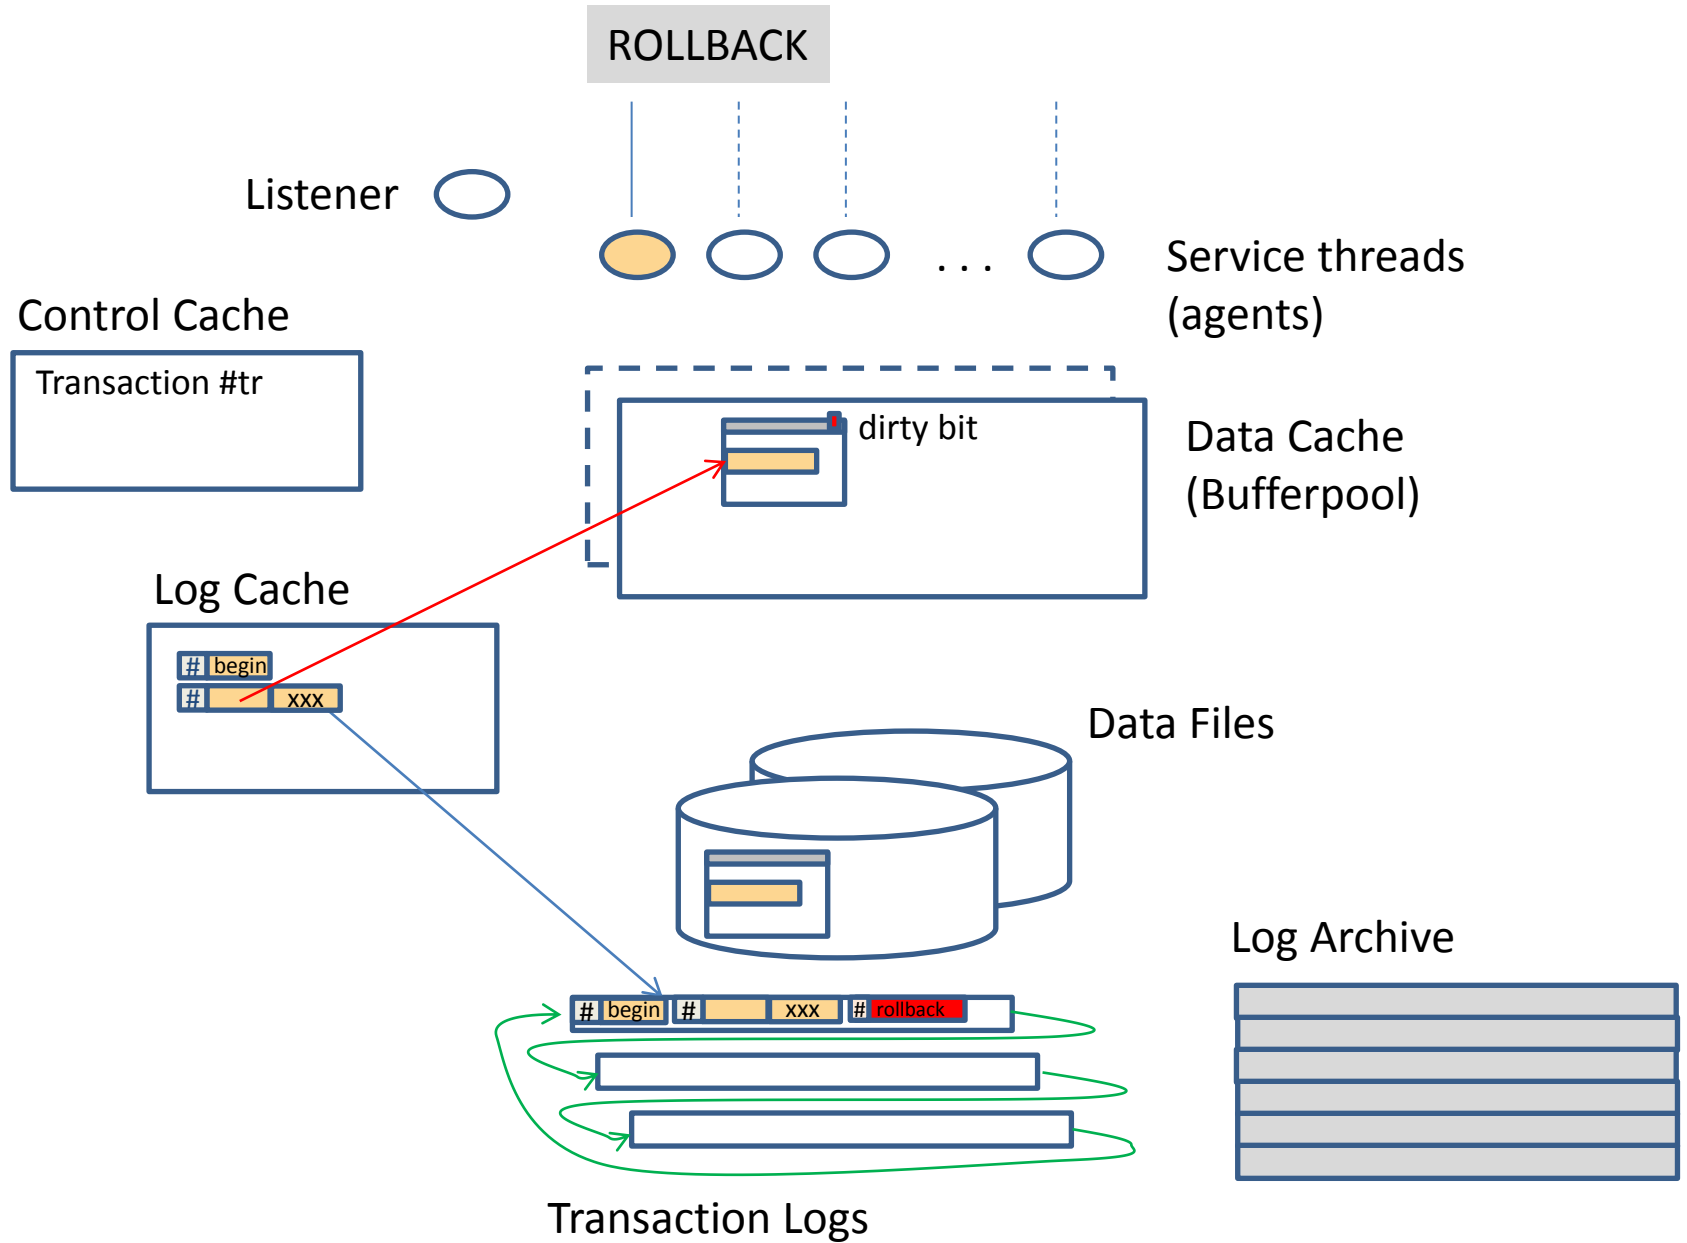 ROLLBACK
Listener
. . .
Service threads
(agents)
Control Cache
Transaction #tr
dirty bit
Data Cache
(Bufferpool)
Log Cache
# begin
# xxx
Data Files
Log Archive
# begin # xxx # rollback
Transaction Logs